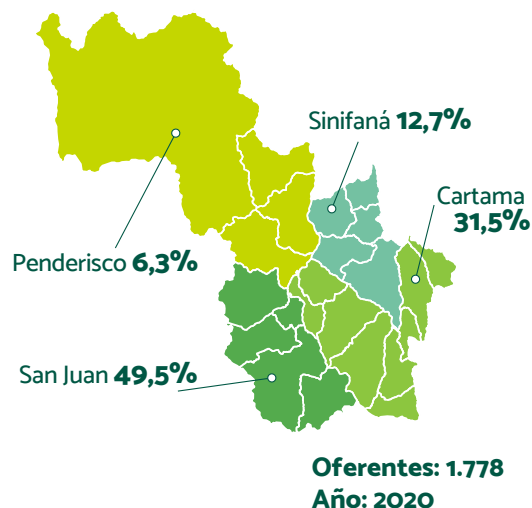 Sinifaná 12,7%
Cartama
31,5%
Penderisco 6,3%
San Juan 49,5%
Oferentes: 1.778
Año: 2020